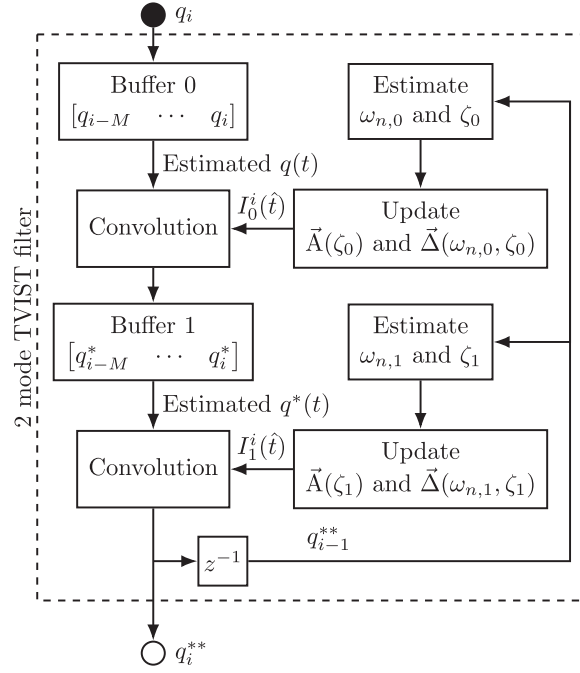 q_i
Buffer 0
[q_{i−M} ⋯ q_i]
Estimate
ω_{n,0} and ζ_0
Estimated q(t)
Convolution
I_0^i(t̂)
Update
A⃗(ζ_0) and Δ⃗(ω_{n,0}, ζ_0)
2 mode TVIST filter
Buffer 1
[q^*_{i−M} ⋯ q^*_i]
Estimate
ω_{n,1} and ζ_1
Estimated q^*(t)
Convolution
I_1^i(t̂)
Update
A⃗(ζ_1) and Δ⃗(ω_{n,1}, ζ_1)
z^{−1}
q^{**}_{i−1}
q^{**}_i